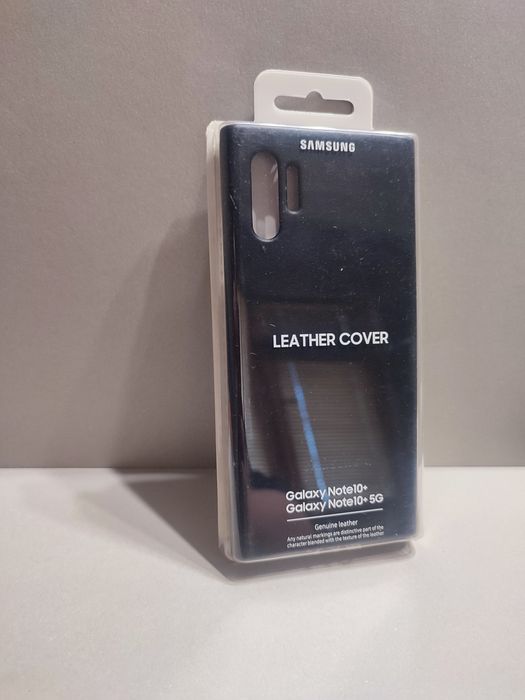 SAMSUNG
LEATHER COVER
Galaxy Note10+
Galaxy Note10+ 5G
Genuine leather
Any natural markings are distinctive part of the
character blended with the texture of the leather